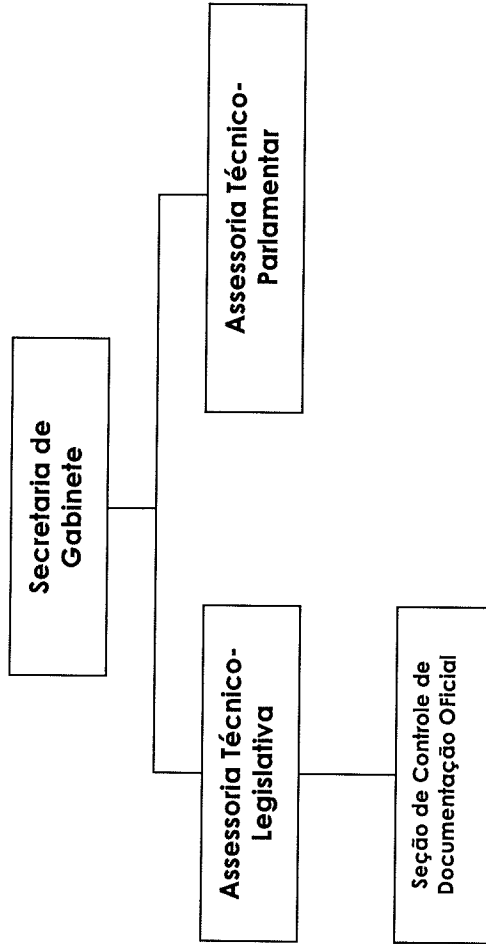 Secretaria de
Gabinete
Assessoria Técnico-
Legislativa
Assessoria Técnico-
Parlamentar
Seção de Controle de
Documentação OFicial